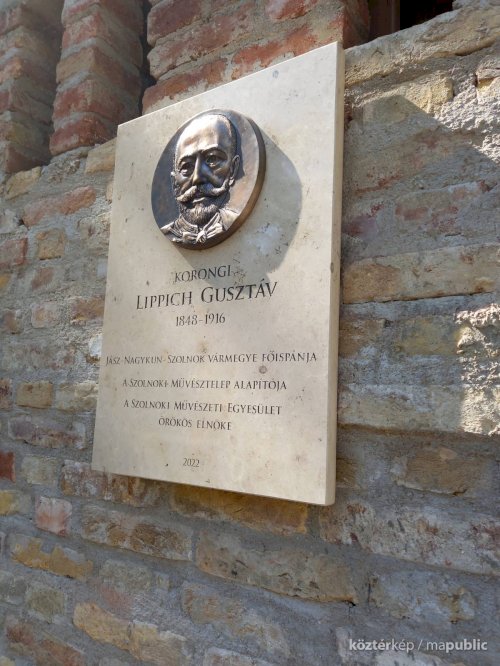 KORONGI
LIPPICH GUSZTÁV
1848-1916
JÁSZ-NAGYKUN-SZOLNOK VÁRMEGYE FŐISPÁNJA
A SZOLNOKI MŰVÉSZTELEP ALAPÍTÓJA
A SZOLNOKI MŰVÉSZETI EGYESÜLET
ÖRÖKÖS ELNÖKE
2022
köztérkép / mapublic